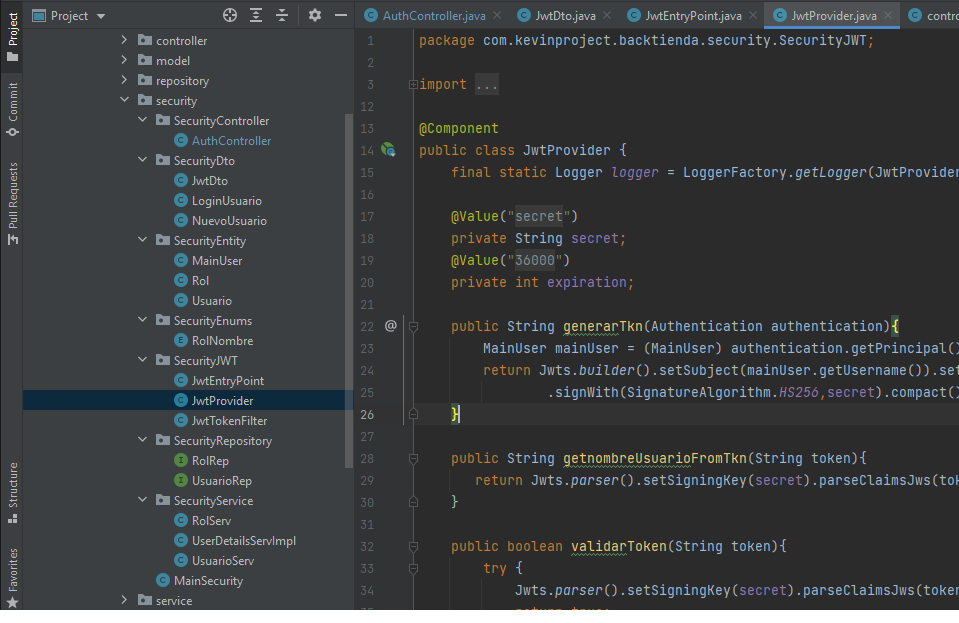 Project
AuthController.java
JwtDto.java
JwtEntryPoint.java
JwtProvider.java
contro
Project
Commit
Pull Requests
Structure
Favorites
controller
model
repository
security
SecurityController
AuthController
SecurityDto
JwtDto
LoginUsuario
NuevoUsuario
SecurityEntity
MainUser
Rol
Usuario
SecurityEnums
RolNombre
SecurityJWT
JwtEntryPoint
JwtProvider
JwtTokenFilter
SecurityRepository
RolRep
UsuarioRep
SecurityService
RolServ
UserDetailsServImpl
UsuarioServ
MainSecurity
service
1 package com.kevinproject.backtienda.security.SecurityJWT;
2
3 import ...
12
13 @Component
14 public class JwtProvider {
15 final static Logger logger = LoggerFactory.getLogger(JwtProvider
16
17 @Value("secret")
18 private String secret;
19 @Value("36000")
20 private int expiration;
21
22 @ public String generarTkn(Authentication authentication){
23 MainUser mainUser = (MainUser) authentication.getPrincipal()
24 return Jwts.builder().setSubject(mainUser.getUsername()).set
25 .signWith(SignatureAlgorithm.HS256,secret).compact()
26 }
27
28 public String getnombreUsuarioFromTkn(String token){
29 return Jwts.parser().setSigningKey(secret).parseClaimsJws(tok
30 }
31
32 public boolean validarToken(String token){
33 try {
34 Jwts.parser().setSigningKey(secret).parseClaimsJws(token